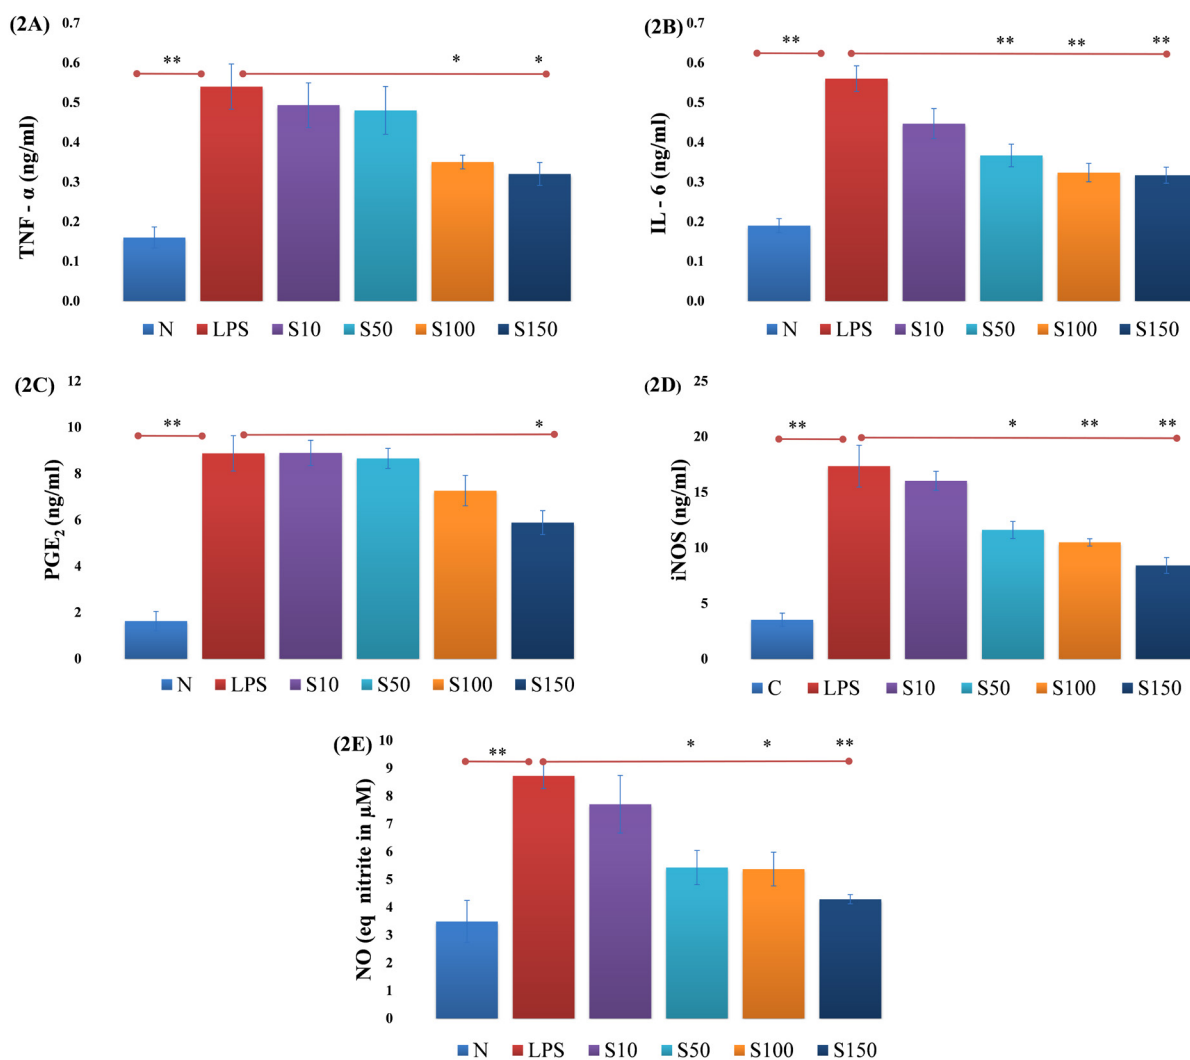 (2A)
TNF - α (ng/ml)
0.7
0.6
0.5
0.4
0.3
0.2
0.1
0.0
** * *
N LPS S10 S50 S100 S150
(2B)
IL - 6 (ng/ml)
0.7
0.6
0.5
0.4
0.3
0.2
0.1
0.0
** ** ** **
N LPS S10 S50 S100 S150
(2C)
PGE2 (ng/ml)
12
10
8
6
4
2
0
** *
N LPS S10 S50 S100 S150
(2D)
iNOS (ng/ml)
25
20
15
10
5
0
** * ** **
C LPS S10 S50 S100 S150
(2E)
NO (eq nitrite in µM)
10
9
8
7
6
5
4
3
2
1
0
** * * **
N LPS S10 S50 S100 S150